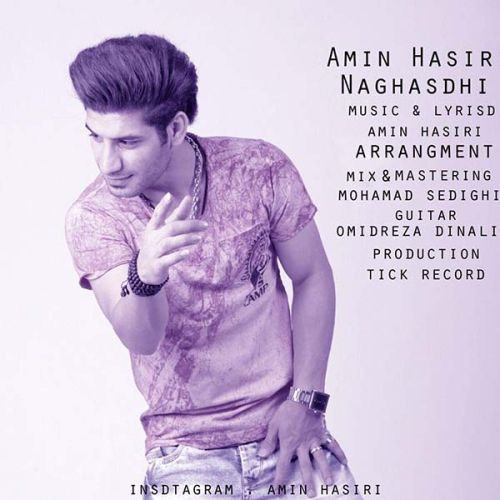 AMIN HASIR
NAGHASDHI
MUSIC & LYRISD
AMIN HASIRI
ARRANGMENT
MIX&MASTERING
MOHAMAD SEDIGHI
GUITAR
OMIDREZA DINALI
PRODUCTION
TICK RECORD
CAMP
INSDTAGRAM : AMIN HASIRI